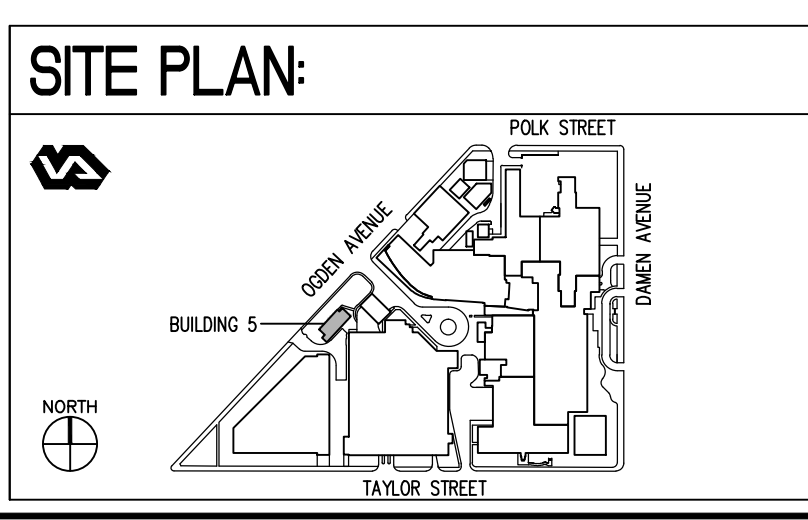 SITE PLAN:
POLK STREET
OGDEN AVENUE
DAMEN AVENUE
BUILDING 5
NORTH
TAYLOR STREET